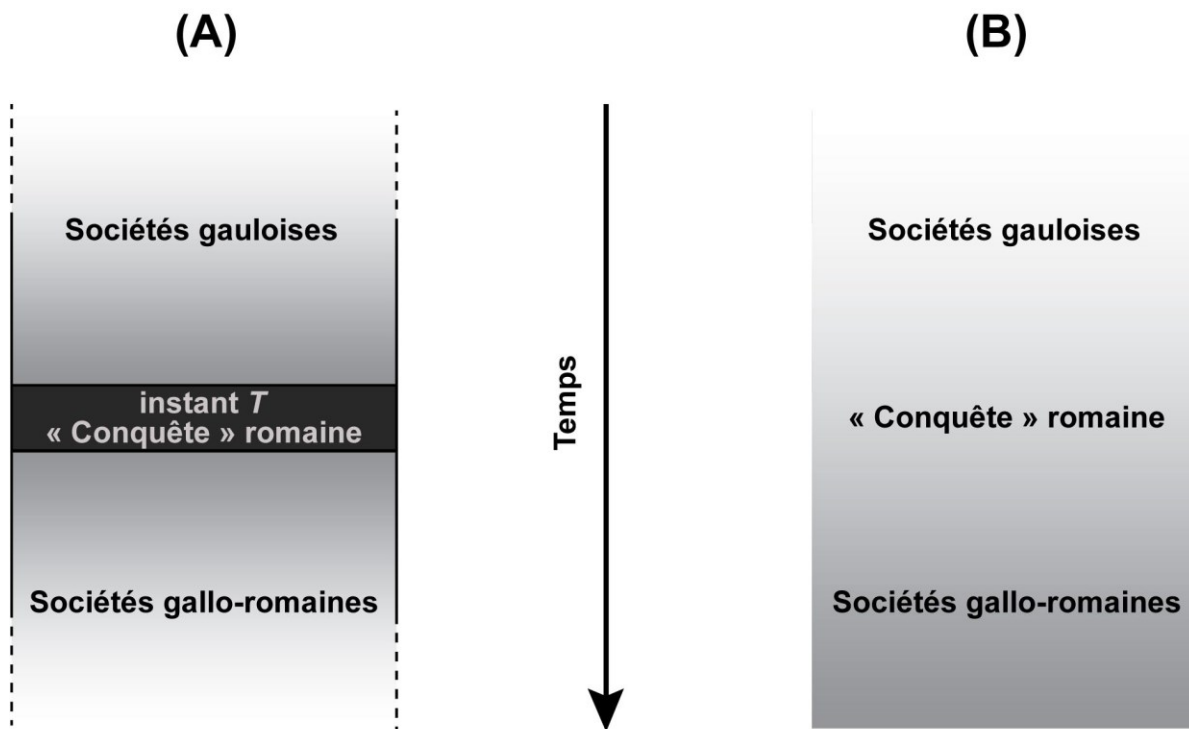 (A)
(B)
Sociétés gauloises
instant T
« Conquête » romaine
Sociétés gallo-romaines
Temps
Sociétés gauloises
« Conquête » romaine
Sociétés gallo-romaines